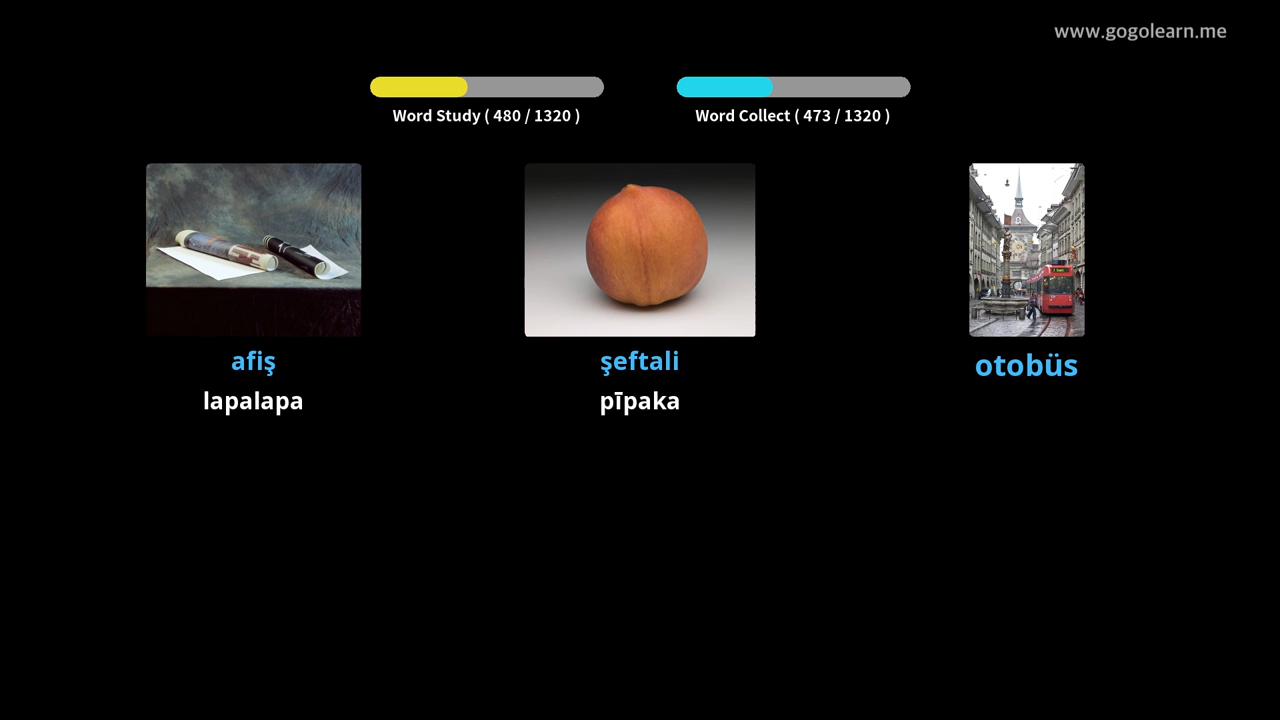 www.gogolearn.me
Word Study ( 480 / 1320 )
Word Collect ( 473 / 1320 )
afiş
lapalapa
şeftali
pīpaka
otobüs